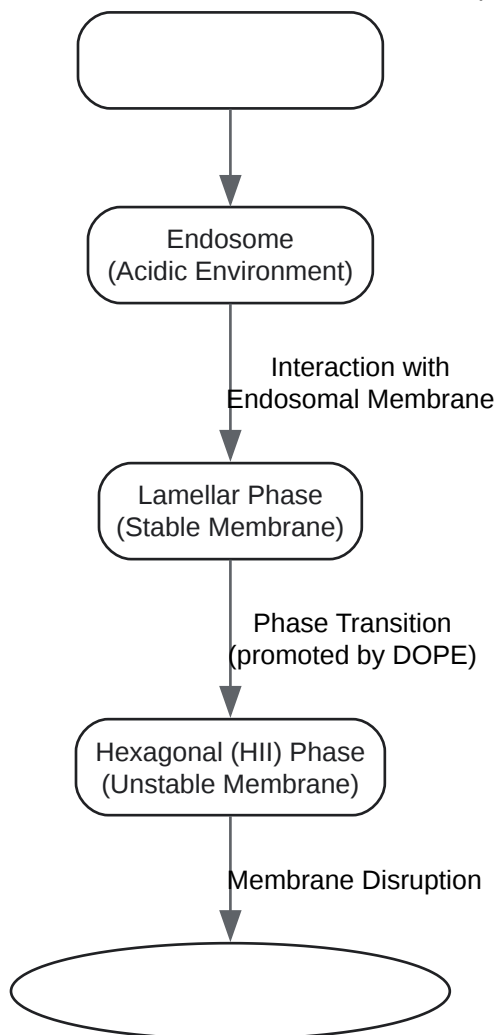 Endosome
(Acidic Environment)
Interaction with
Endosomal Membrane
Lamellar Phase
(Stable Membrane)
Phase Transition
(promoted by DOPE)
Hexagonal (HII) Phase
(Unstable Membrane)
Membrane Disruption